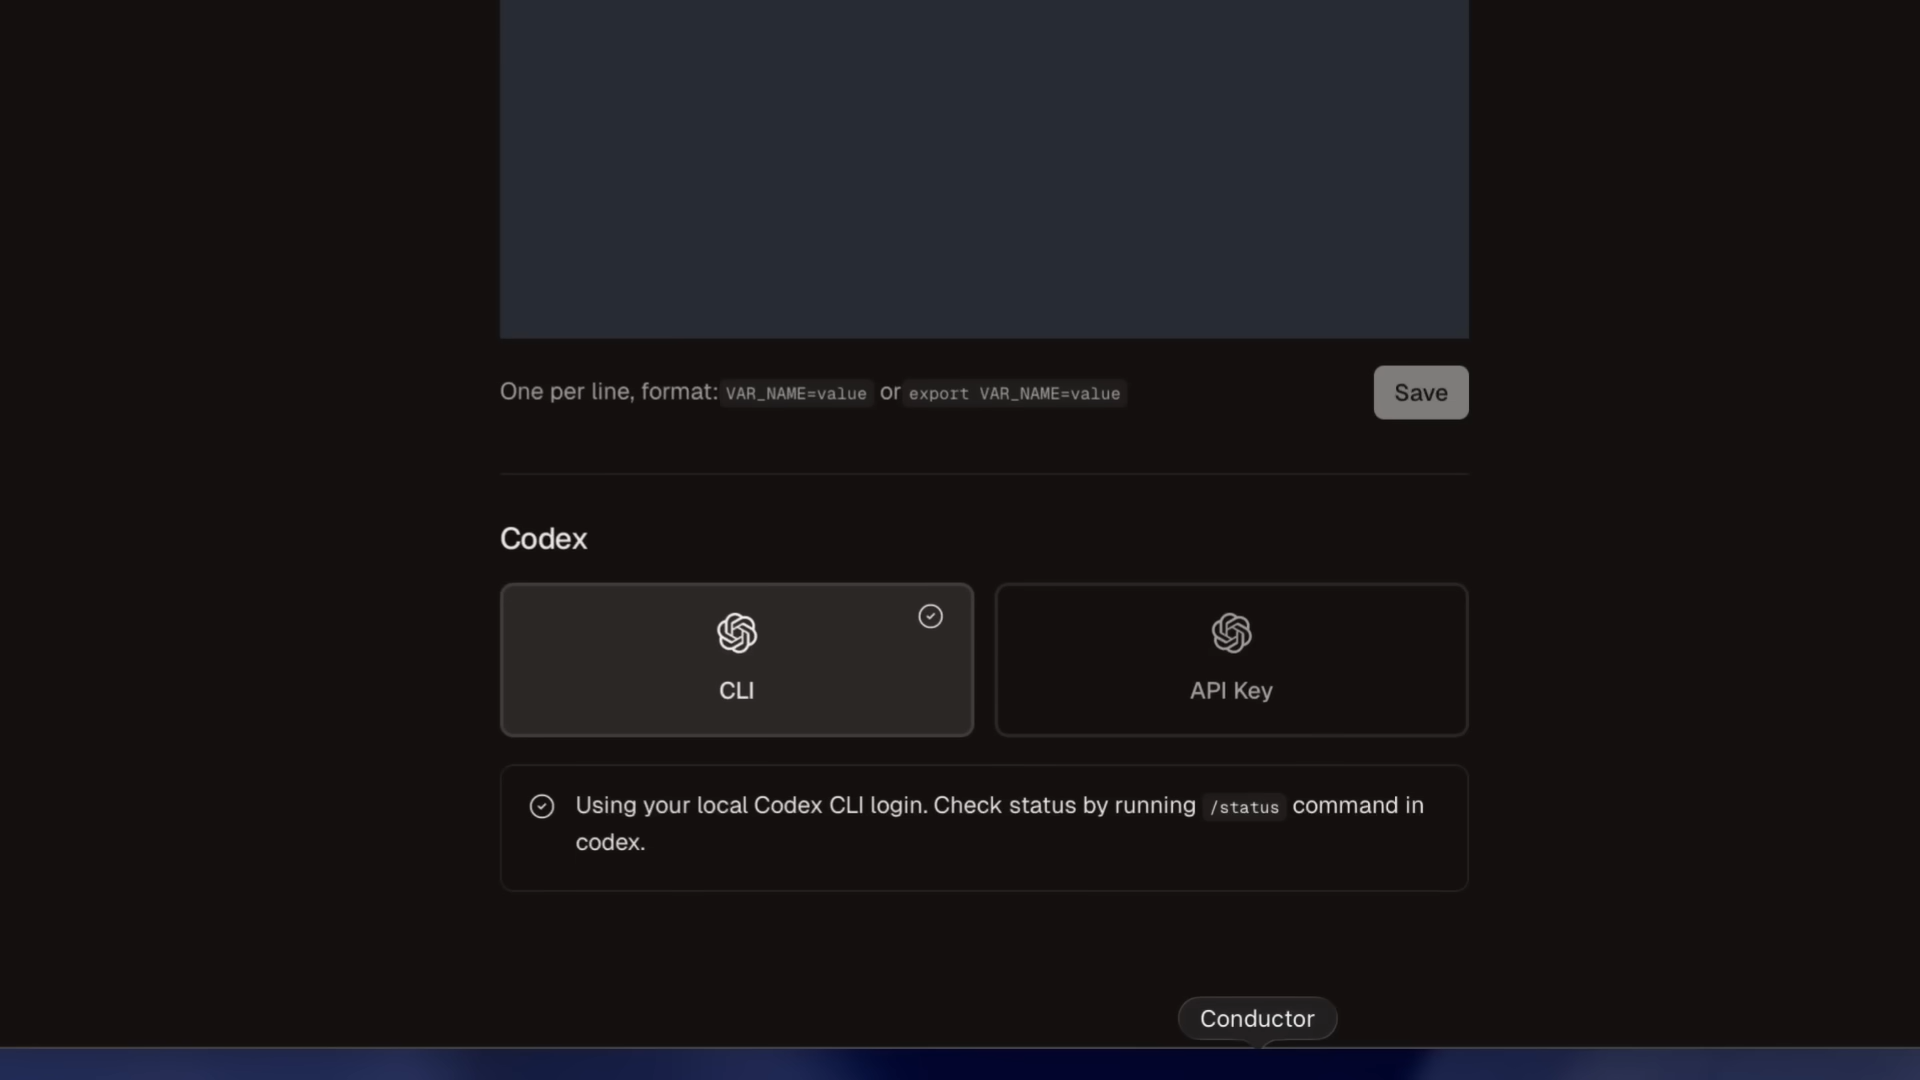 One per line, format: VAR_NAME=value or export VAR_NAME=value
Save
Codex
CLI
API Key
Using your local Codex CLI login. Check status by running /status command in
codex.
Conductor